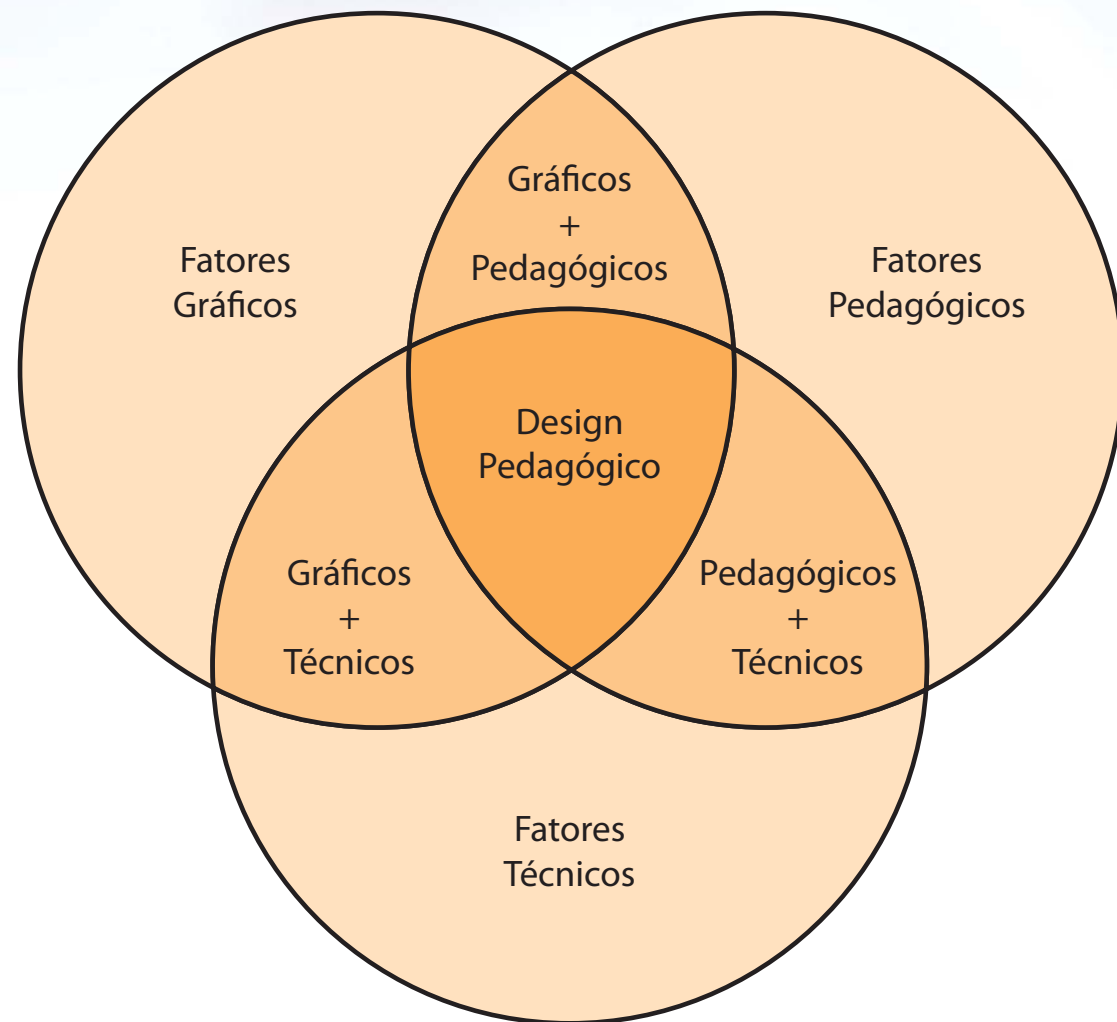 Gráficos
+
Pedagógicos
Fatores
Gráficos
Fatores
Pedagógicos
Design
Pedagógico
Gráficos
+
Técnicos
Pedagógicos
+
Técnicos
Fatores
Técnicos